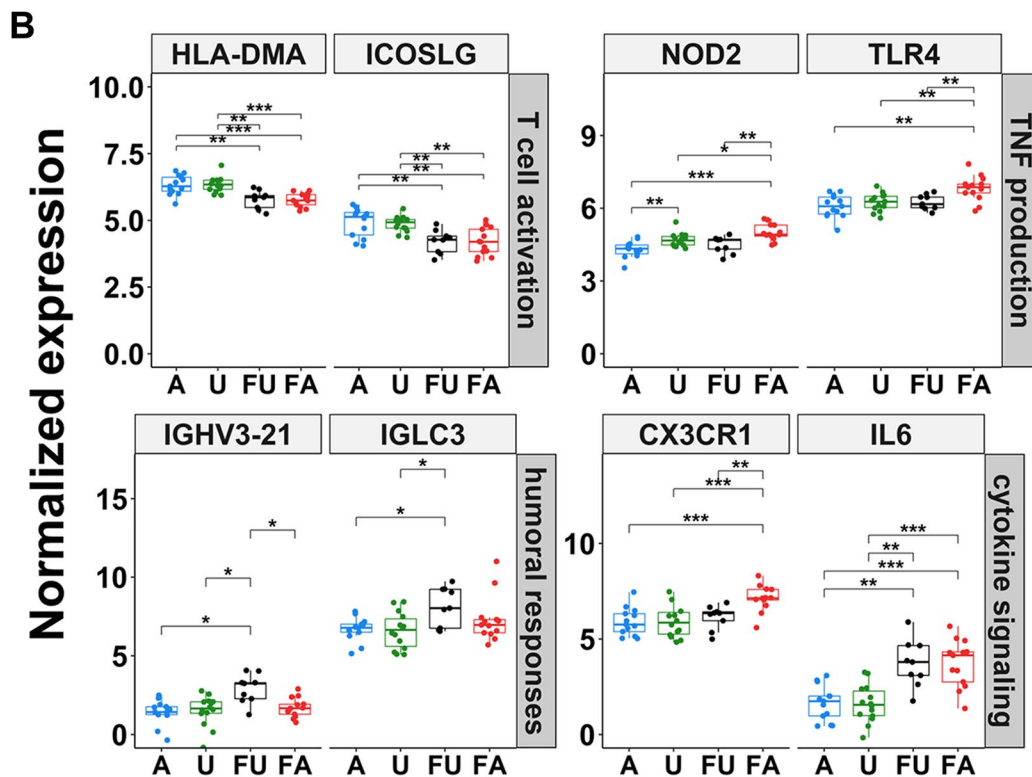 B
Normalized expression
HLA-DMA ICOSLG
10.0
7.5
5.0
2.5
0.0
*** ** *** **
** ** ** **
A U FU FA A U FU FA
T cell activation
NOD2 TLR4
9
6
3
0
** * *** **
** ** **
A U FU FA A U FU FA
TNF production
IGHV3-21 IGLC3
15
10
5
0
* * *
* *
A U FU FA A U FU FA
humoral responses
CX3CR1 IL6
10
5
0
** *** ***
*** ** *** **
A U FU FA A U FU FA
cytokine signaling